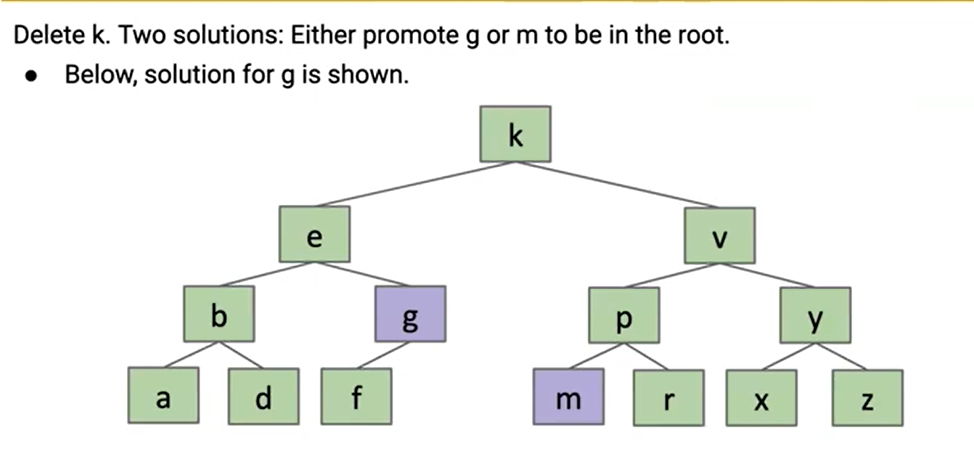 Delete k. Two solutions: Either promote g or m to be in the root.
● Below, solution for g is shown.
k
e v
b g p y
a d f m r x z